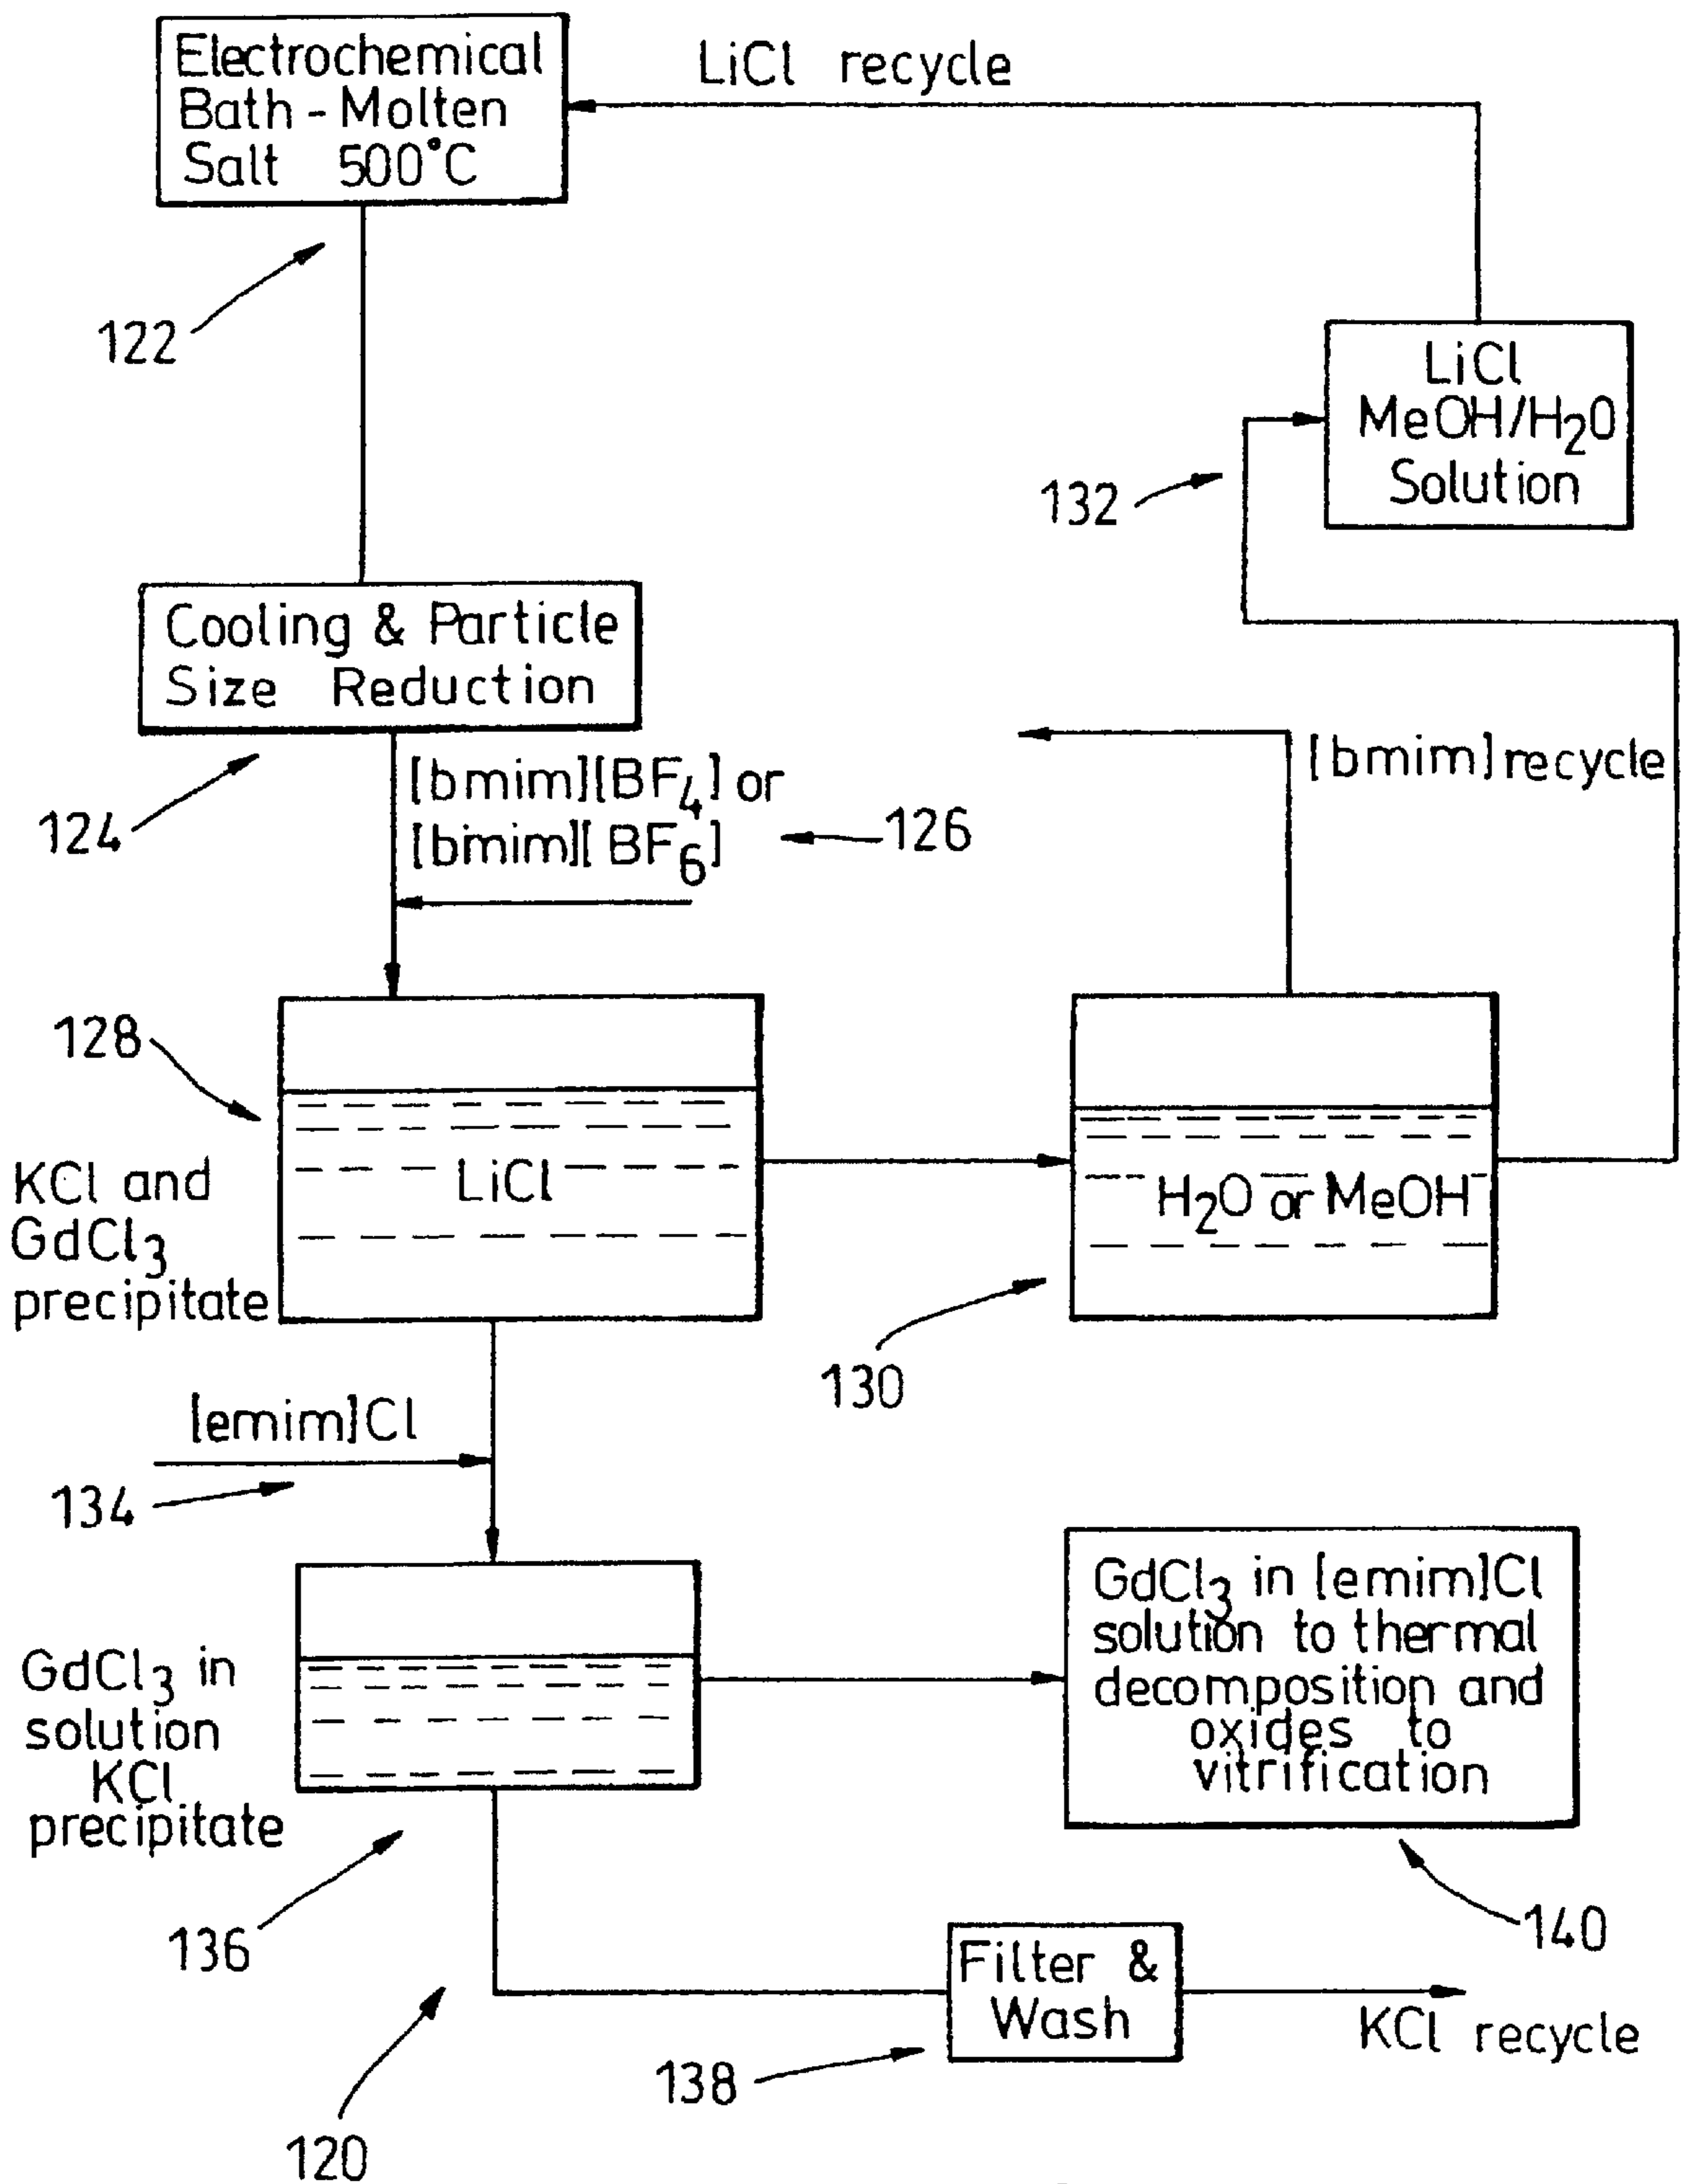 Electrochemical
Bath - Molten
Salt 500°C
LiCl recycle
122
LiCl
MeOH/H2O
Solution
132
Cooling & Particle
Size Reduction
124
[bmim][BF4] or
[bmim][BF6]
126
[bmim] recycle
128
LiCl
KCl and
GdCl3
precipitate
H2O or MeOH
130
[emim]Cl
134
GdCl3 in
solution
KCl
precipitate
136
GdCl3 in [emim]Cl
solution to thermal
decomposition and
oxides to
vitrification
140
Filter &
Wash
138
KCl recycle
120